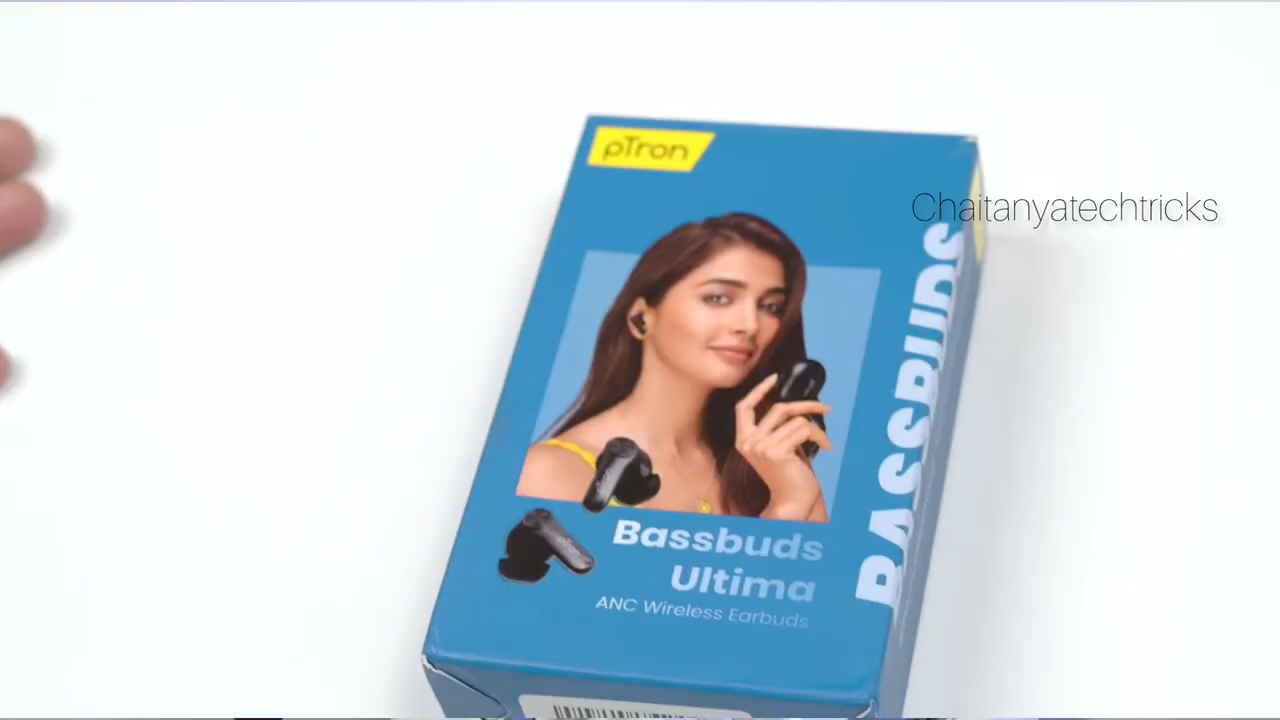 pTron
Chaitanyatechtricks
BASSBUDS
Bassbuds
Ultima
ANC Wireless Earbuds